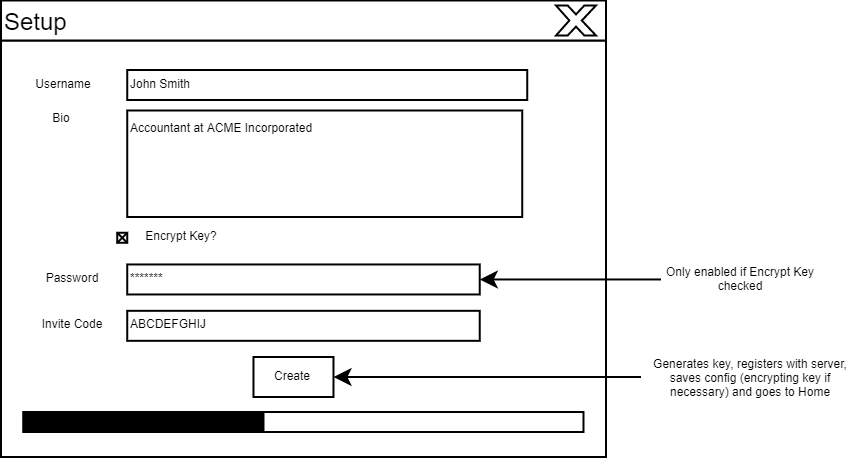 Setup
Username
John Smith
Bio
Accountant at ACME Incorporated
Encrypt Key?
Password
*******
Only enabled if Encrypt Key
checked
Invite Code
ABCDEFGHIJ
Create
Generates key, registers with server,
saves config (encrypting key if
necessary) and goes to Home